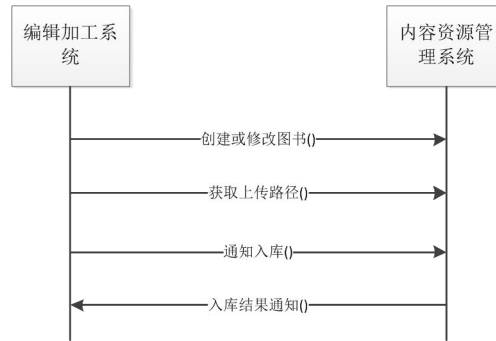 编辑加工系
统
内容资源管
理系统
创建或修改图书()
获取上传路径()
通知入库()
入库结果通知()